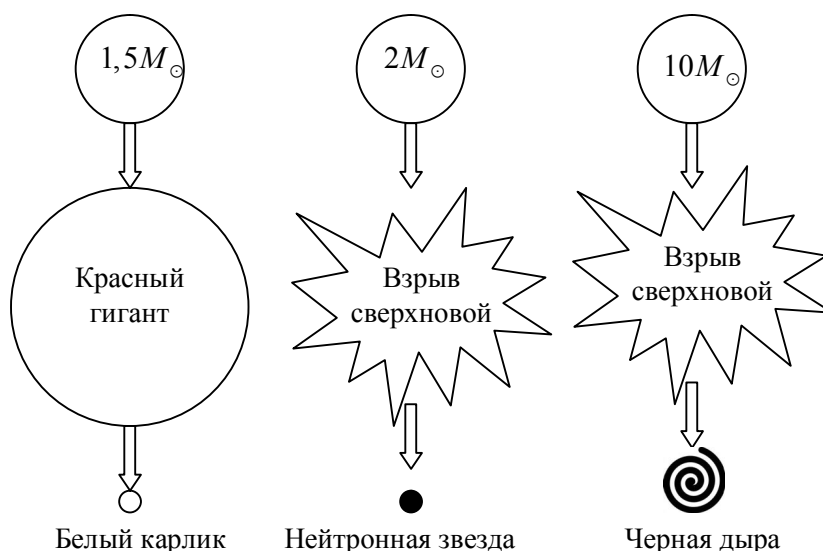 1,5M☉
2M☉
10M☉
Красный
гигант
Взрыв
сверхновой
Взрыв
сверхновой
Белый карлик
Нейтронная звезда
Черная дыра